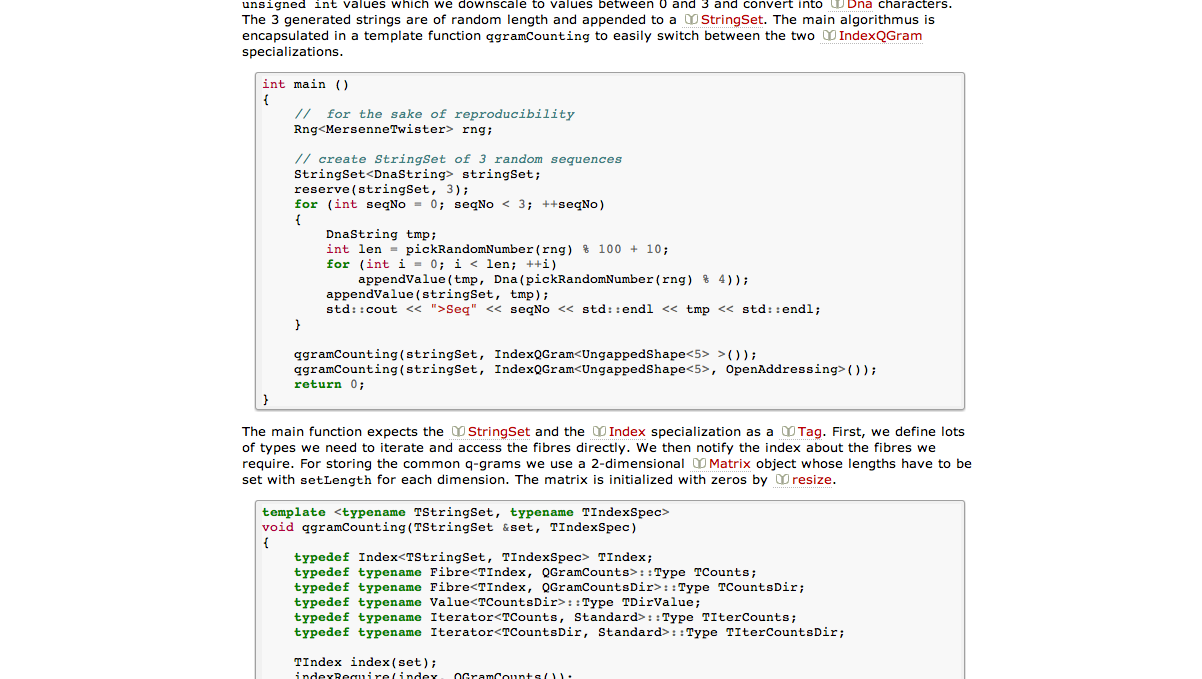 unsigned int values which we downscale to values between 0 and 3 and convert into Dna characters.
The 3 generated strings are of random length and appended to a StringSet. The main algorithmus is
encapsulated in a template function qgramCounting to easily switch between the two IndexQGram
specializations.
int main ()
{
    //  for the sake of reproducibility
    Rng<MersenneTwister> rng;

    // create StringSet of 3 random sequences
    StringSet<DnaString> stringSet;
    reserve(stringSet, 3);
    for (int seqNo = 0; seqNo < 3; ++seqNo)
    {
        DnaString tmp;
        int len = pickRandomNumber(rng) % 100 + 10;
        for (int i = 0; i < len; ++i)
            appendValue(tmp, Dna(pickRandomNumber(rng) % 4));
        appendValue(stringSet, tmp);
        std::cout << ">Seq" << seqNo << std::endl << tmp << std::endl;
    }

    qgramCounting(stringSet, IndexQGram<UngappedShape<5> >());
    qgramCounting(stringSet, IndexQGram<UngappedShape<5>, OpenAddressing>());
    return 0;
}
The main function expects the StringSet and the Index specialization as a Tag. First, we define lots
of types we need to iterate and access the fibres directly. We then notify the index about the fibres we
require. For storing the common q-grams we use a 2-dimensional Matrix object whose lengths have to be
set with setLength for each dimension. The matrix is initialized with zeros by resize.
template <typename TStringSet, typename TIndexSpec>
void qgramCounting(TStringSet &set, TIndexSpec)
{
    typedef Index<TStringSet, TIndexSpec> TIndex;
    typedef typename Fibre<TIndex, QGramCounts>::Type TCounts;
    typedef typename Fibre<TIndex, QGramCountsDir>::Type TCountsDir;
    typedef typename Value<TCountsDir>::Type TDirValue;
    typedef typename Iterator<TCounts, Standard>::Type TIterCounts;
    typedef typename Iterator<TCountsDir, Standard>::Type TIterCountsDir;

    TIndex index(set);
    indexRequire(index, QGramCounts());